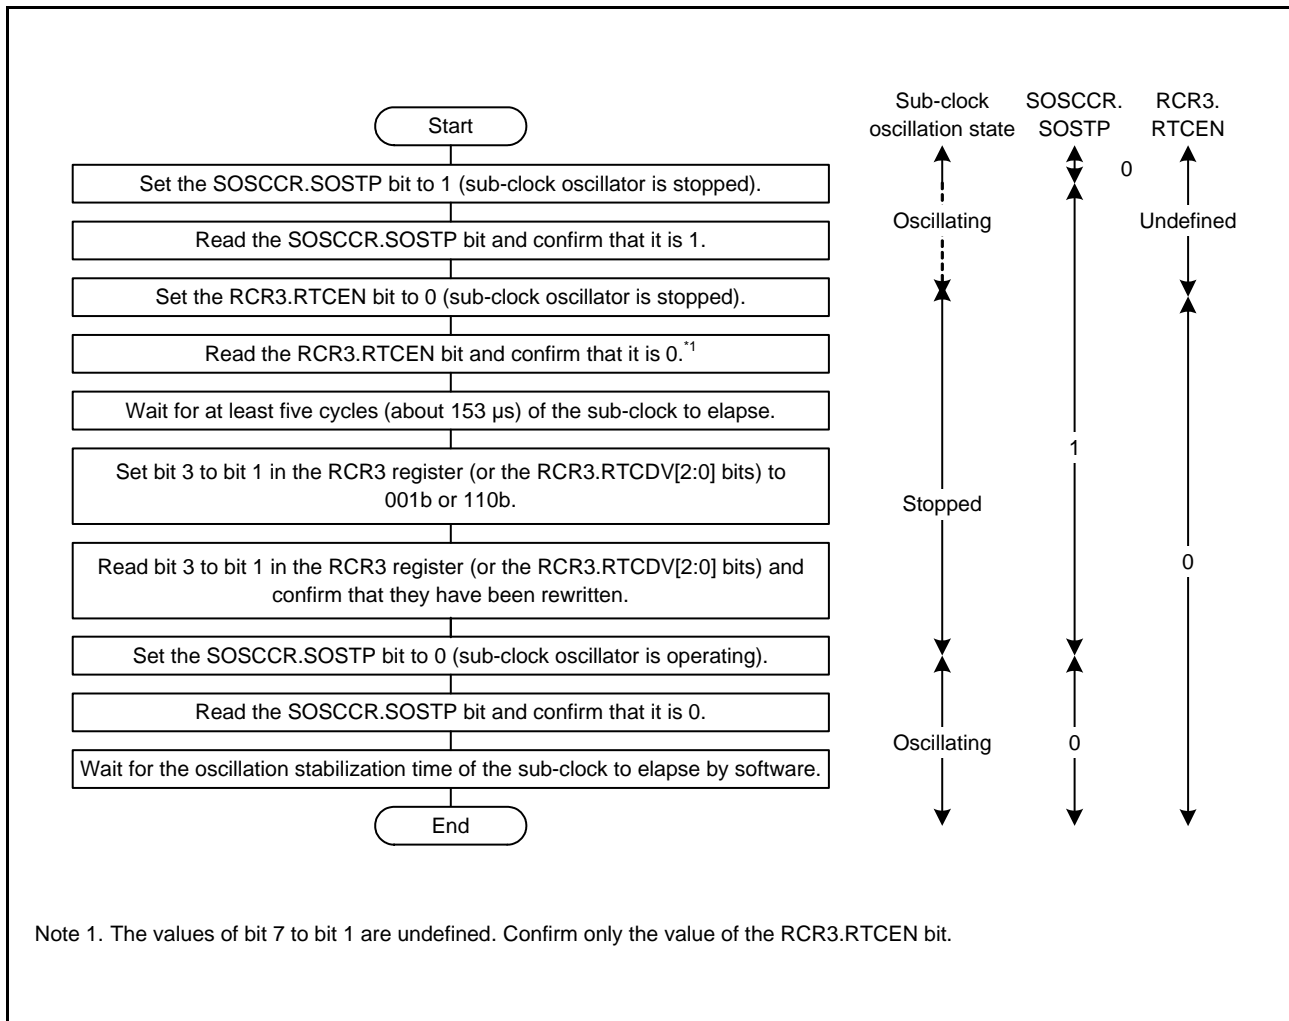 Sub-clock
oscillation state
SOSCCR.
SOSTP
RCR3.
RTCEN
Start
0
Set the SOSCCR.SOSTP bit to 1 (sub-clock oscillator is stopped).
Oscillating
Undefined
Read the SOSCCR.SOSTP bit and confirm that it is 1.
Set the RCR3.RTCEN bit to 0 (sub-clock oscillator is stopped).
Read the RCR3.RTCEN bit and confirm that it is 0.*1
Wait for at least five cycles (about 153 µs) of the sub-clock to elapse.
1
Set bit 3 to bit 1 in the RCR3 register (or the RCR3.RTCDV[2:0] bits) to
001b or 110b.
Stopped
Read bit 3 to bit 1 in the RCR3 register (or the RCR3.RTCDV[2:0] bits) and
confirm that they have been rewritten.
0
Set the SOSCCR.SOSTP bit to 0 (sub-clock oscillator is operating).
Read the SOSCCR.SOSTP bit and confirm that it is 0.
Oscillating
0
Wait for the oscillation stabilization time of the sub-clock to elapse by software.
End
Note 1. The values of bit 7 to bit 1 are undefined. Confirm only the value of the RCR3.RTCEN bit.